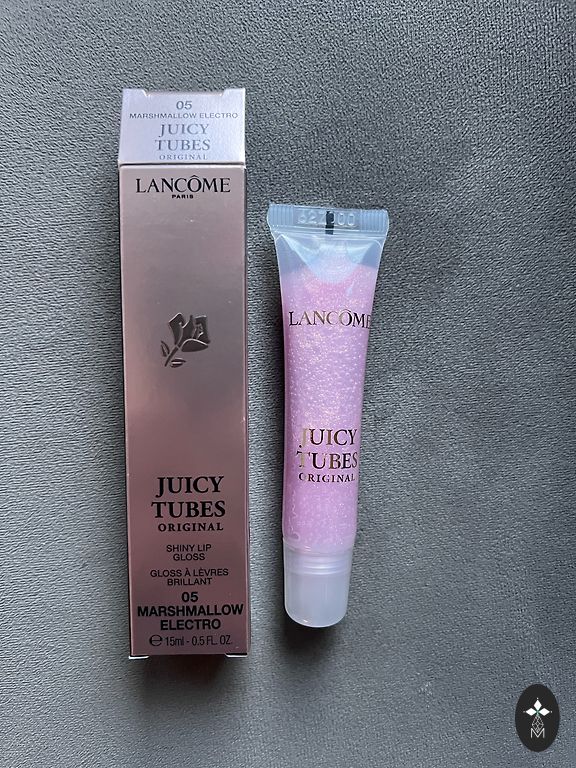 05
MARSHMALLOW ELECTRO
JUICY
TUBES
ORIGINAL
LANCÔME
PARIS
JUICY
TUBES
ORIGINAL
SHINY LIP
GLOSS
GLOSS À LÈVRES
BRILLANT
05
MARSHMALLOW
ELECTRO
℮ 15ml - 0.5 FL. OZ.
LANCÔME
JUICY
TUBES
ORIGINAL